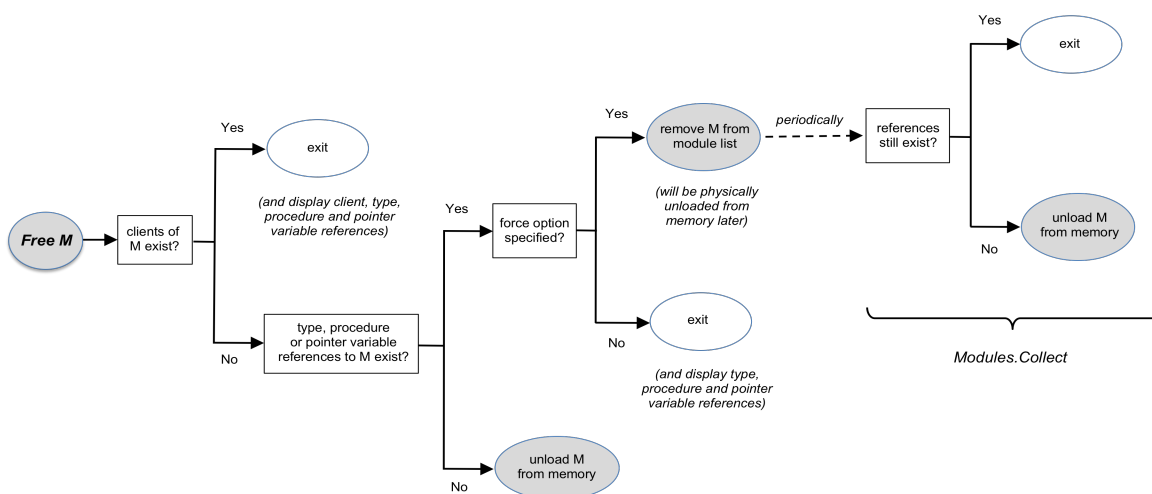 Free M
clients of
M exist?
Yes
exit
(and display client, type,
procedure and pointer
variable references)
No
type, procedure
or pointer variable
references to M exist?
Yes
force option
specified?
Yes
remove M from
module list
(will be physically
unloaded from
memory later)
No
exit
(and display type,
procedure and pointer
variable references)
No
unload M
from memory
periodically
references
still exist?
Yes
exit
No
unload M
from memory
Modules.Collect